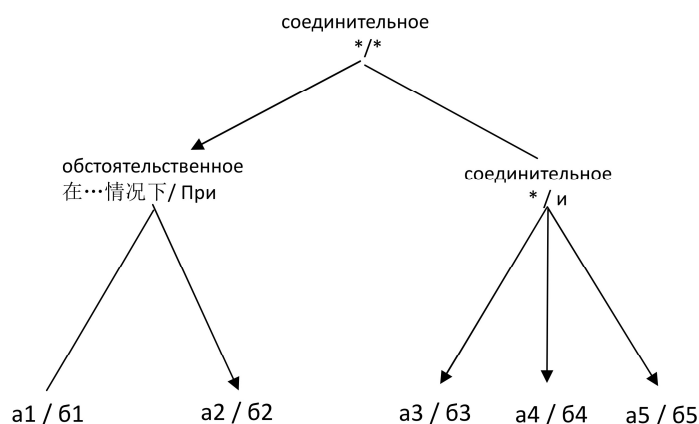 соединительное
*/*
обстоятельственное
在…情况下/ При
соединительное
* / и
а1 / б1
а2 / б2
а3 / б3
а4 / б4
а5 / б5